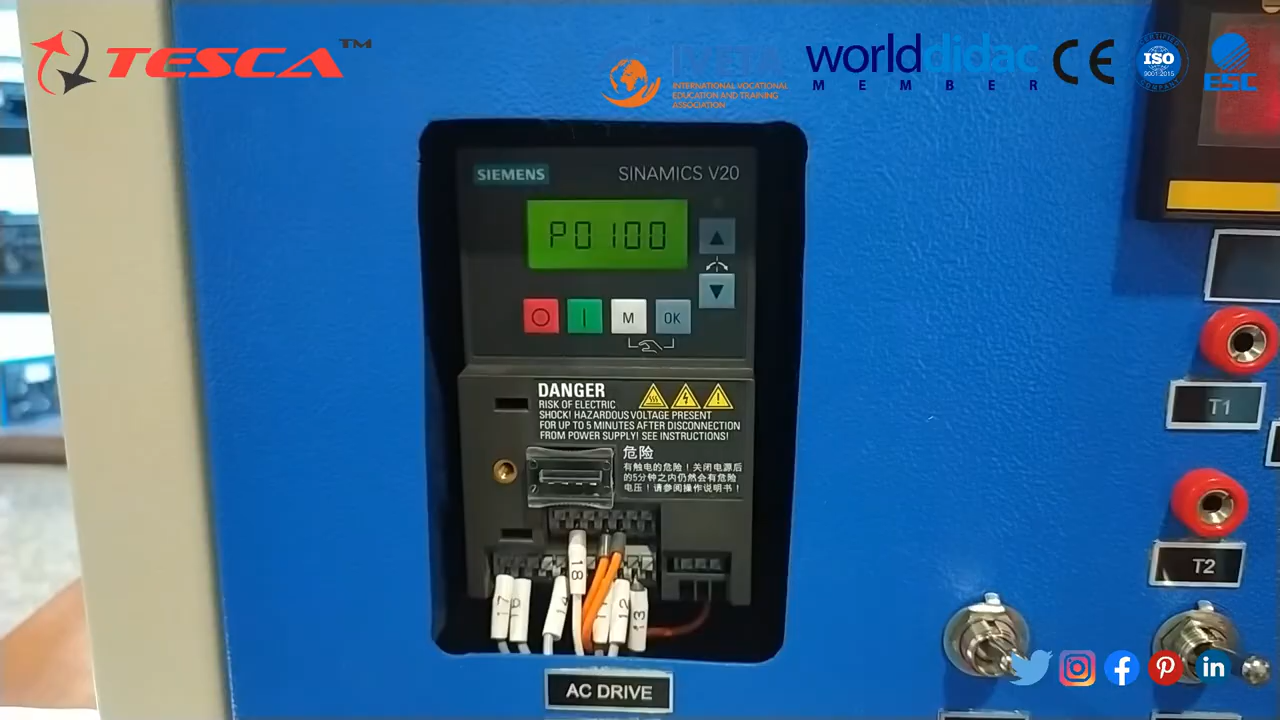 TESCA™
INTERNATIONAL VOCATIONAL
EDUCATION AND TRAINING
ASSOCIATION
worlddidac
MEMBER
CE
CERTIFIED
ISO
9001:2015
COMPANY
ESC
SIEMENS
SINAMICS V20
P0100
M
OK
DANGER
RISK OF ELECTRIC
SHOCK! HAZARDOUS VOLTAGE PRESENT
FOR UP TO 5 MINUTES AFTER DISCONNECTION
FROM POWER SUPPLY! SEE INSTRUCTIONS!
危险
有触电的危险！关闭电源后
的5分钟之内仍然会有危险
电压！请参阅操作说明书！
17
16
18
12
13
AC DRIVE
T1
T2